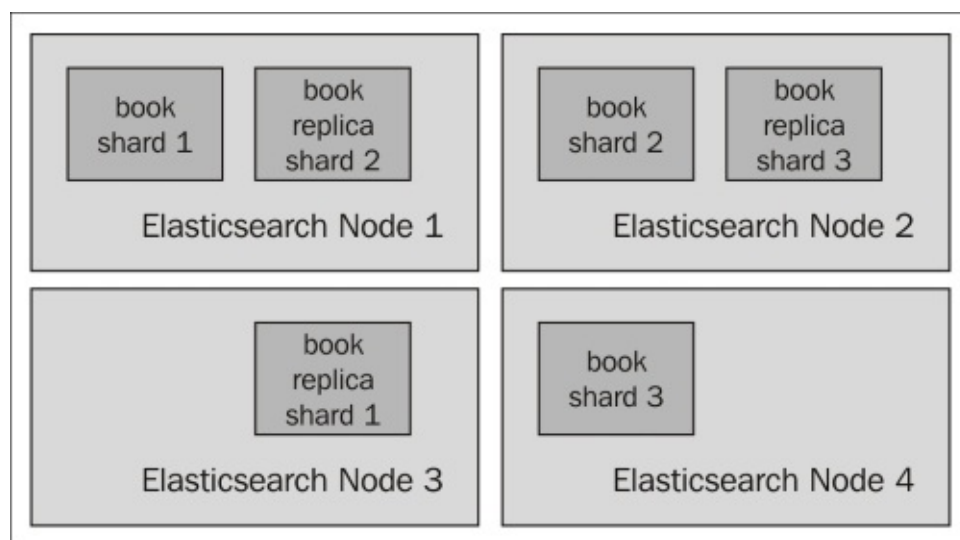 book
shard 1
book
replica
shard 2
Elasticsearch Node 1
book
shard 2
book
replica
shard 3
Elasticsearch Node 2
book
replica
shard 1
Elasticsearch Node 3
book
shard 3
Elasticsearch Node 4